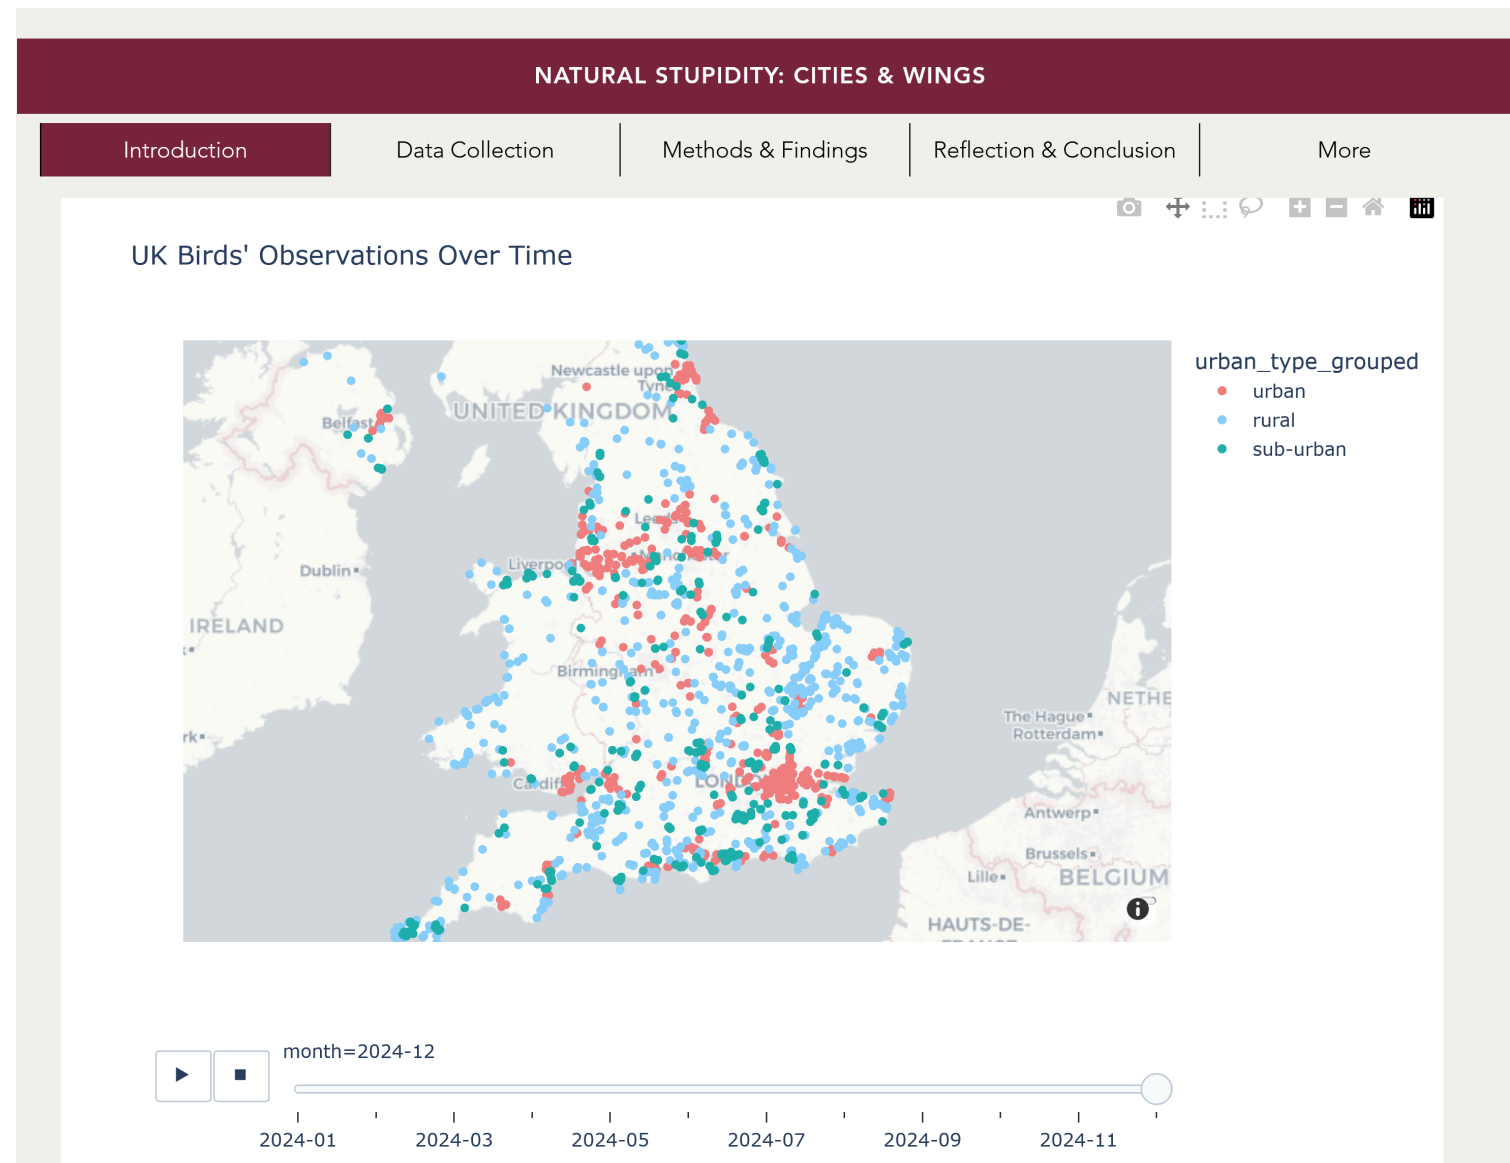 NATURAL STUPIDITY: CITIES & WINGS
Introduction
Data Collection
Methods & Findings
Reflection & Conclusion
More
UK Birds' Observations Over Time
urban_type_grouped
urban
rural
sub-urban
Newcastle upon
Tyne
UNITED KINGDOM
Belfast
Leeds
Dublin
IRELAND
Birmingham
Cardiff
LONDON
NETHE
The Hague
Rotterdam
Antwerp
Brussels
Lille
BELGIUM
HAUTS-DE-
FRANCE
rk
month=2024-12
2024-01
2024-03
2024-05
2024-07
2024-09
2024-11